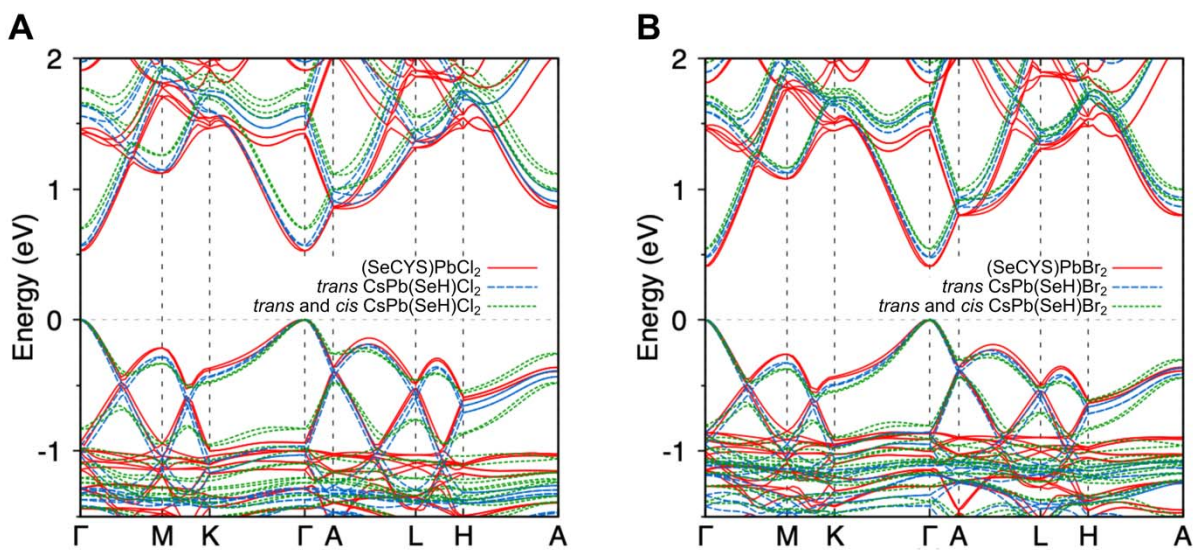 A
2
1
0
-1
Energy (eV)
(SeCYS)PbCl₂
trans CsPb(SeH)Cl₂
trans and cis CsPb(SeH)Cl₂
Γ M K Γ A L H A
B
2
1
0
-1
Energy (eV)
(SeCYS)PbBr₂
trans CsPb(SeH)Br₂
trans and cis CsPb(SeH)Br₂
Γ M K Γ A L H A